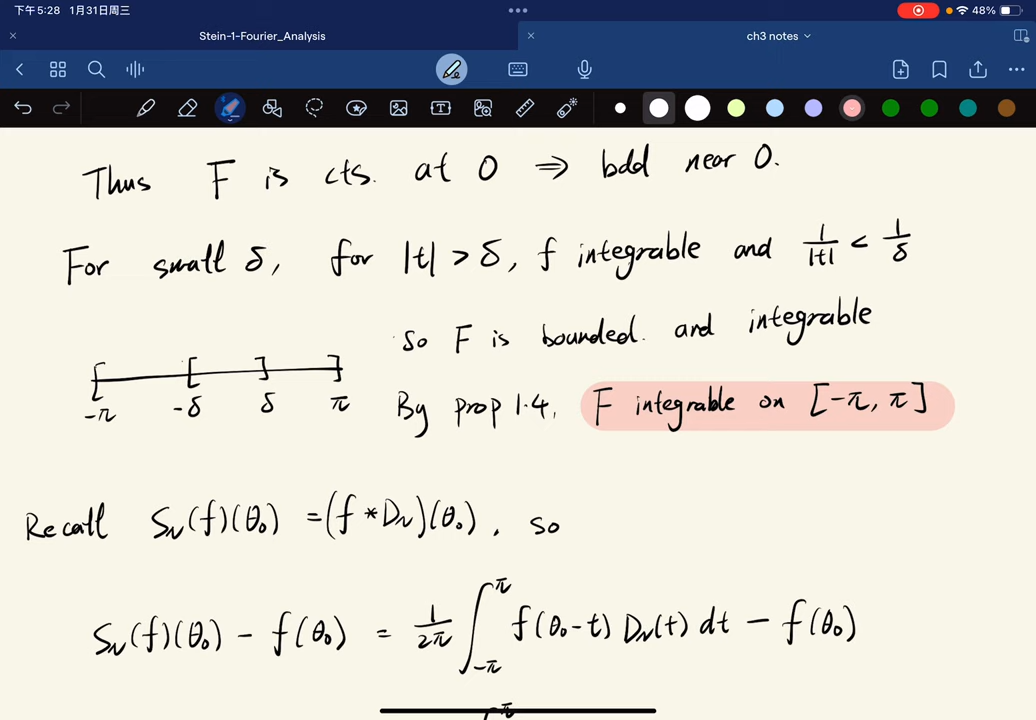 下午5:28 1月31日周三
48%
Stein-1-Fourier_Analysis
ch3 notes
Thus F is cts. at 0 ⇒ bdd near 0.
For small δ, for |t| > δ, f integrable and 1/|t| < 1/δ
so F is bounded. and integrable
-π -δ δ π
By prop 1.4, F integrable on [-π, π]
Recall S_N(f)(θ₀) = (f * D_N)(θ₀), so
S_N(f)(θ₀) - f(θ₀) = 1/2π ∫_{-π}^{π} f(θ₀-t) D_N(t) dt - f(θ₀)
∫ π